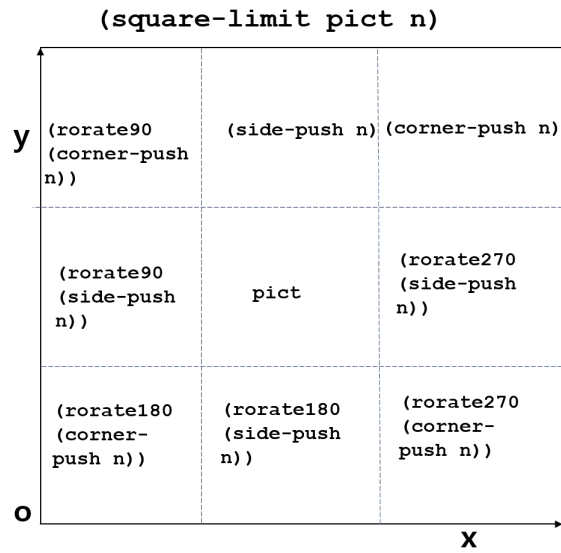 (square-limit pict n)
y
(rorate90
(corner-push
n))
(side-push n)
(corner-push n)
(rorate90
(side-push
n))
pict
(rorate270
(side-push
n))
(rorate180
(corner-
push n))
(rorate180
(side-push
n))
(rorate270
(corner-
push n))
o
x